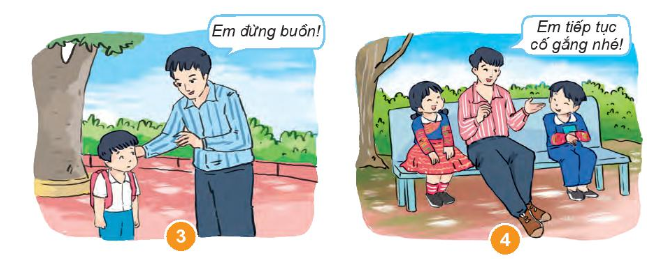 Em đừng buồn!
Em tiếp tục
cố gắng nhé!
3
4